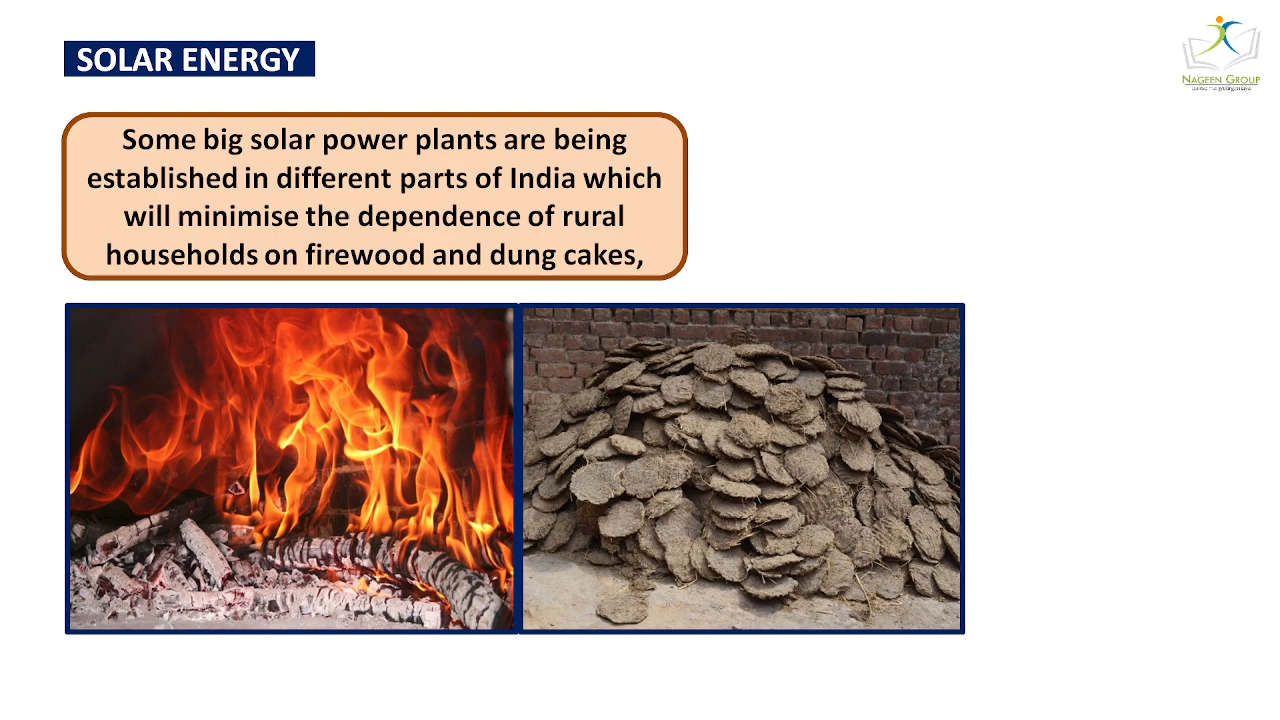 SOLAR ENERGY
NAGEEN GROUP
Some big solar power plants are being
established in different parts of India which
will minimise the dependence of rural
households on firewood and dung cakes,